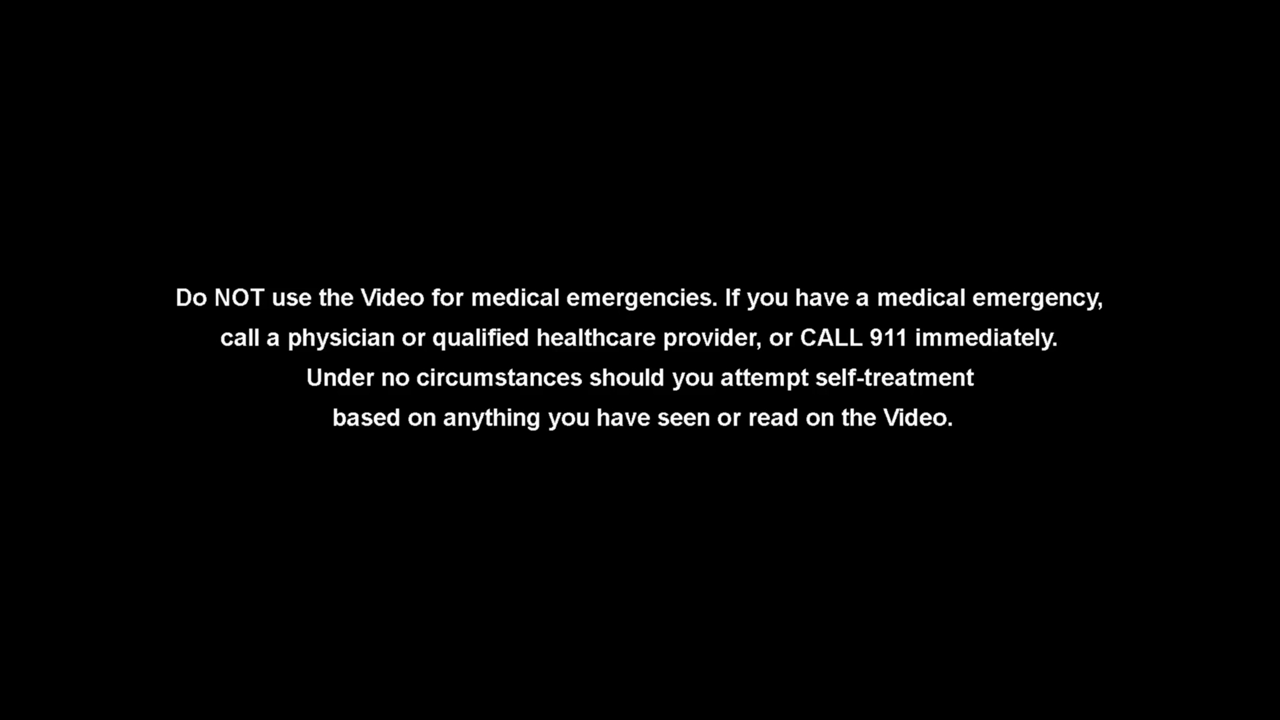 Do NOT use the Video for medical emergencies. If you have a medical emergency,
call a physician or qualified healthcare provider, or CALL 911 immediately.
Under no circumstances should you attempt self-treatment
based on anything you have seen or read on the Video.